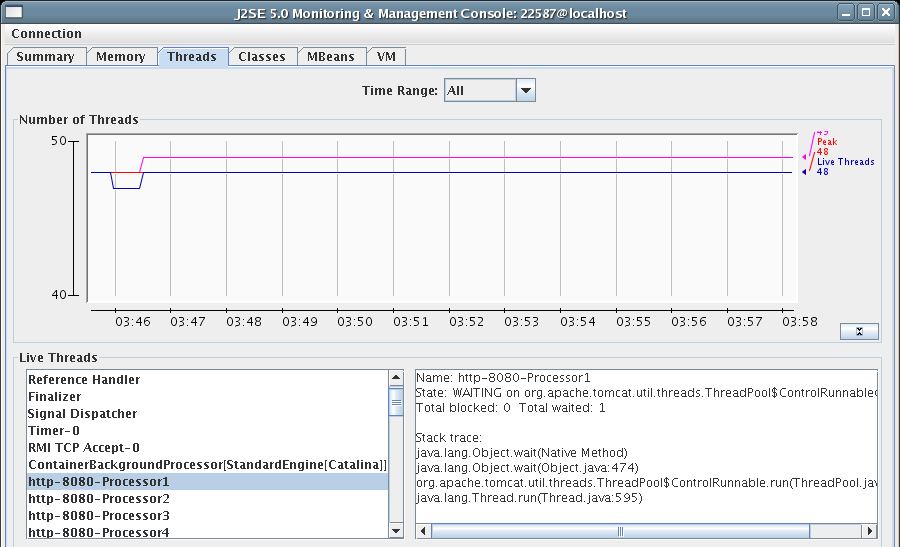 J2SE 5.0 Monitoring & Management Console: 22587@localhost
Connection
Summary Memory Threads Classes MBeans VM
Time Range: All
Number of Threads
50
40
03:46 03:47 03:48 03:49 03:50 03:51 03:52 03:53 03:54 03:55 03:56 03:57 03:58
49
Peak
48
Live Threads
48
Live Threads
Reference Handler
Finalizer
Signal Dispatcher
Timer-0
RMI TCP Accept-0
ContainerBackgroundProcessor[StandardEngine[Catalina]]
http-8080-Processor1
http-8080-Processor2
http-8080-Processor3
http-8080-Processor4
Name: http-8080-Processor1
State: WAITING on org.apache.tomcat.util.threads.ThreadPool$ControlRunnable
Total blocked: 0 Total waited: 1
Stack trace:
java.lang.Object.wait(Native Method)
java.lang.Object.wait(Object.java:474)
org.apache.tomcat.util.threads.ThreadPool$ControlRunnable.run(ThreadPool.jav
java.lang.Thread.run(Thread.java:595)